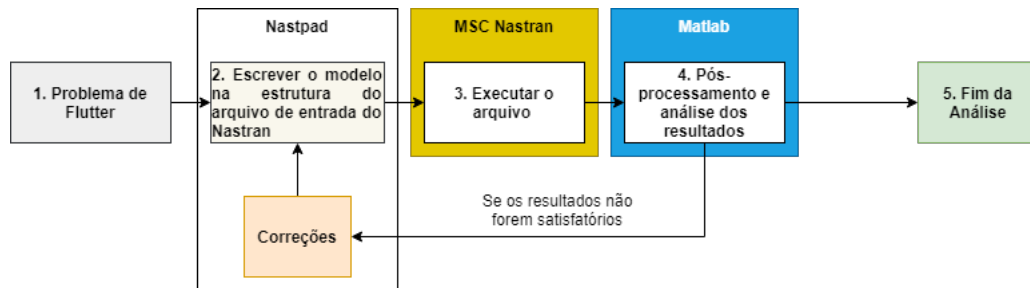 Nastpad
MSC Nastran
Matlab
1. Problema de
Flutter
2. Escrever o modelo
na estrutura do
arquivo de entrada do
Nastran
3. Executar o
arquivo
4. Pós-
processamento e
análise dos
resultados
5. Fim da
Análise
Se os resultados não
forem satisfatórios
Correções